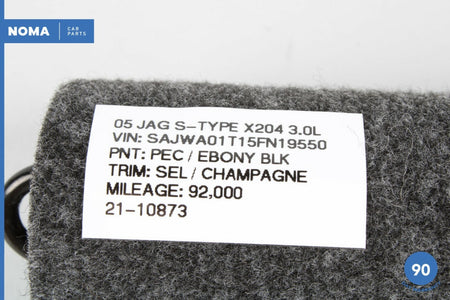 NOMA CAR PARTS
05 JAG S-TYPE X204 3.0L
VIN: SAJWA01T15FN19550
PNT: PEC / EBONY BLK
TRIM: SEL / CHAMPAGNE
MILEAGE: 92,000
21-10873
90